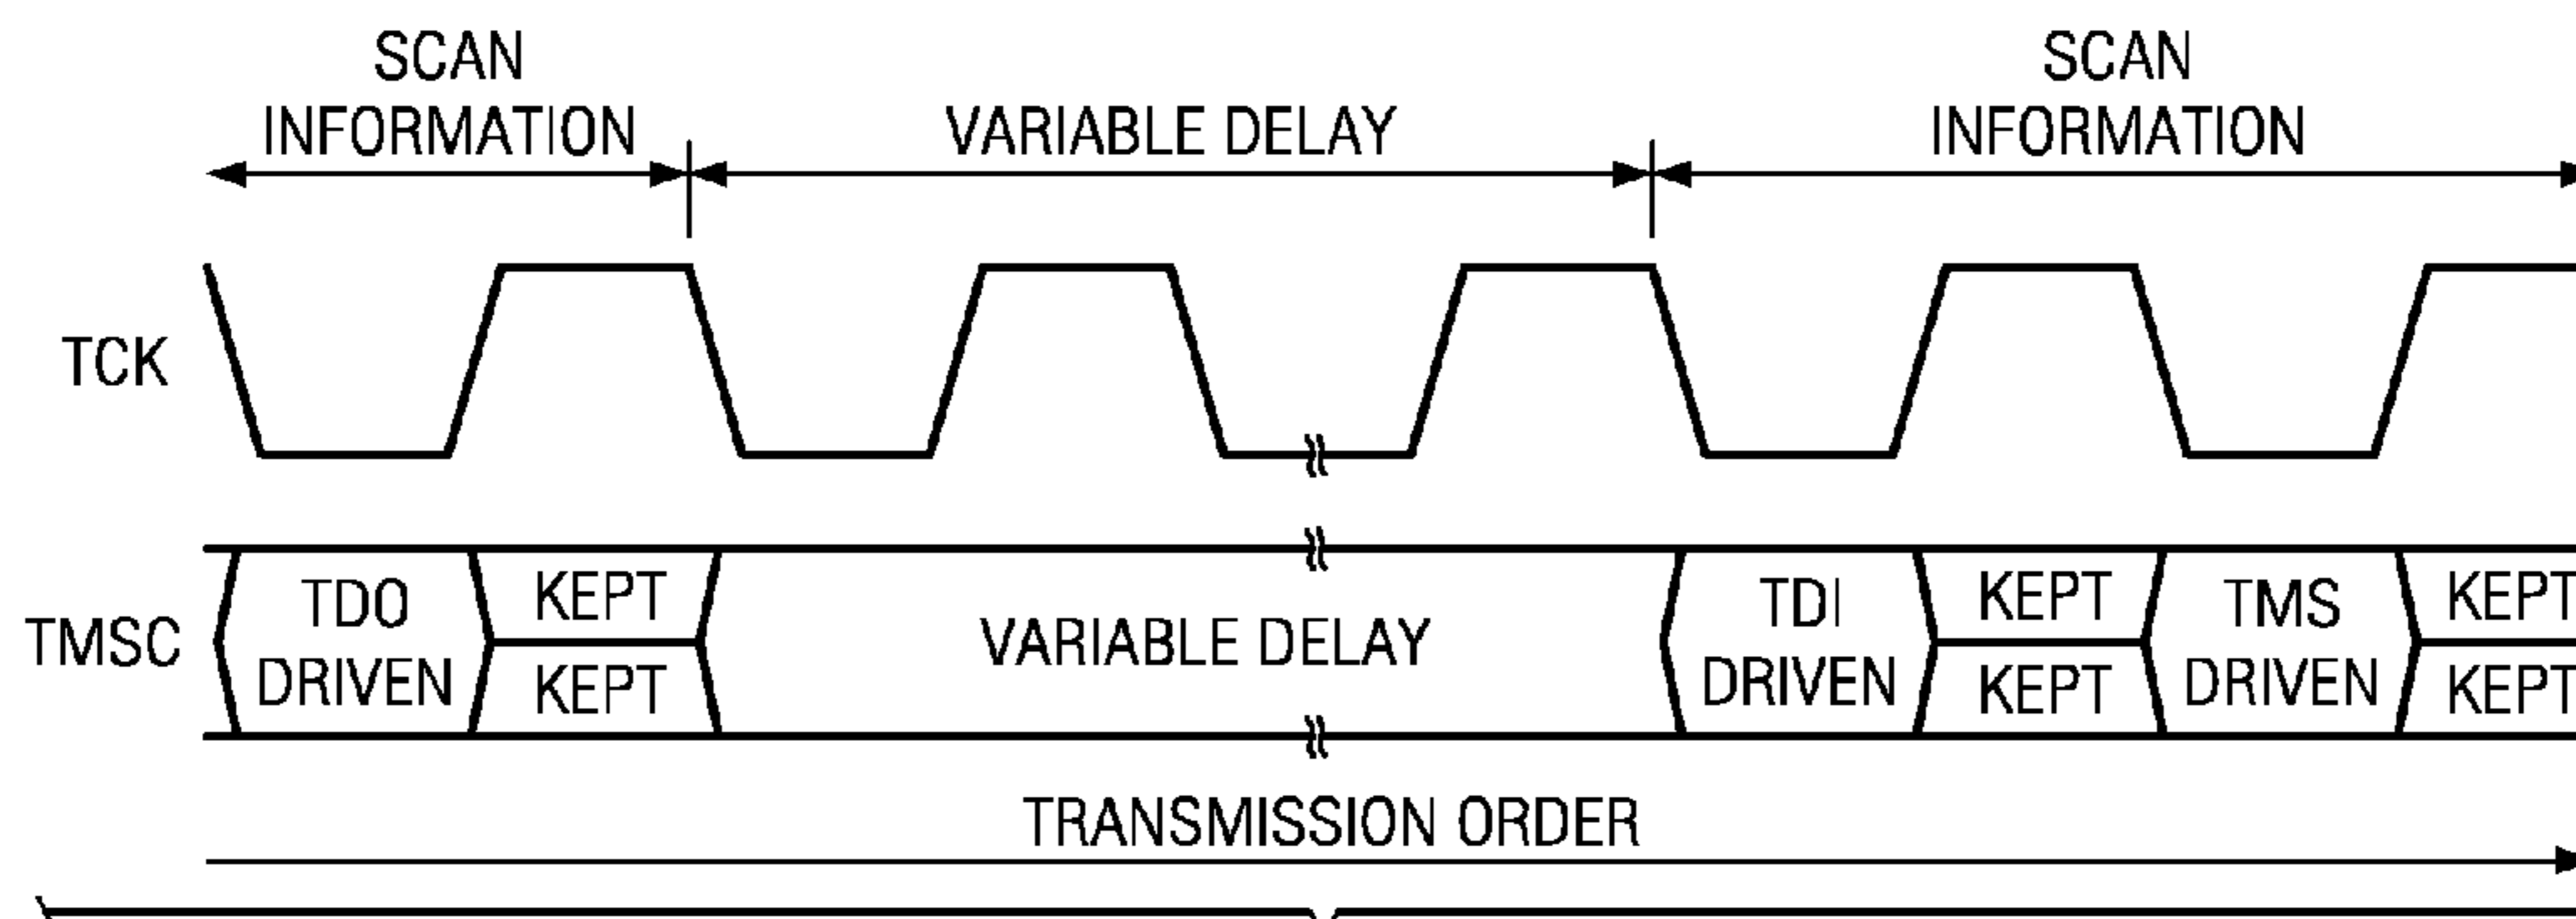 SCAN
INFORMATION
VARIABLE DELAY
SCAN
INFORMATION
TCK
TMSC
TDO
DRIVEN
KEPT
KEPT
VARIABLE DELAY
TDI
DRIVEN
KEPT
KEPT
TMS
DRIVEN
KEPT
KEPT
TRANSMISSION ORDER